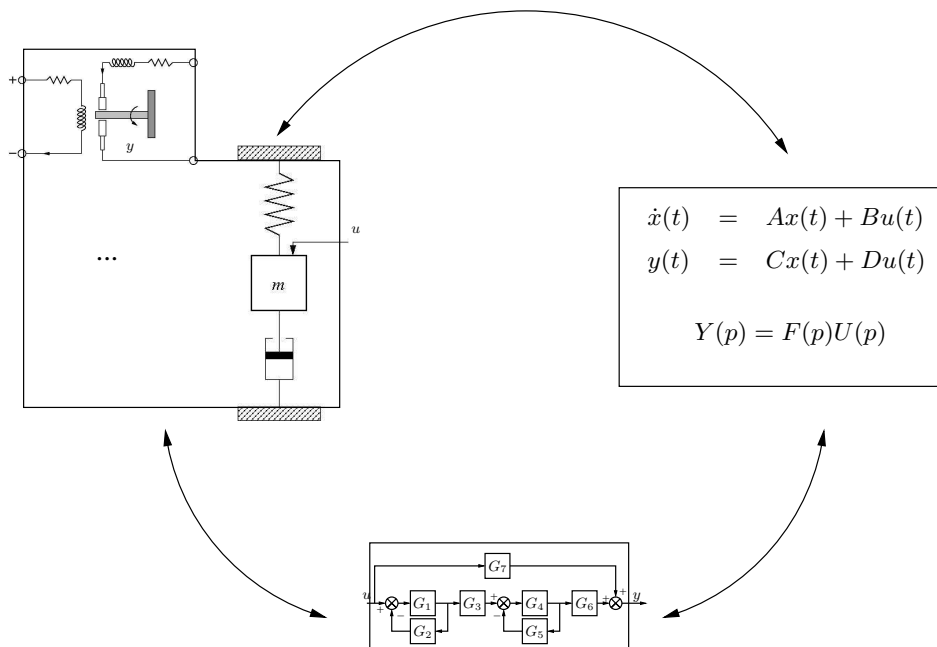 +
−
y
u
...
m
ẋ(t) = Ax(t) + Bu(t)
y(t) = Cx(t) + Du(t)
Y(p) = F(p)U(p)
G₇
u + − G₁ G₃ + − G₄ G₆ + + y
G₂ G₅